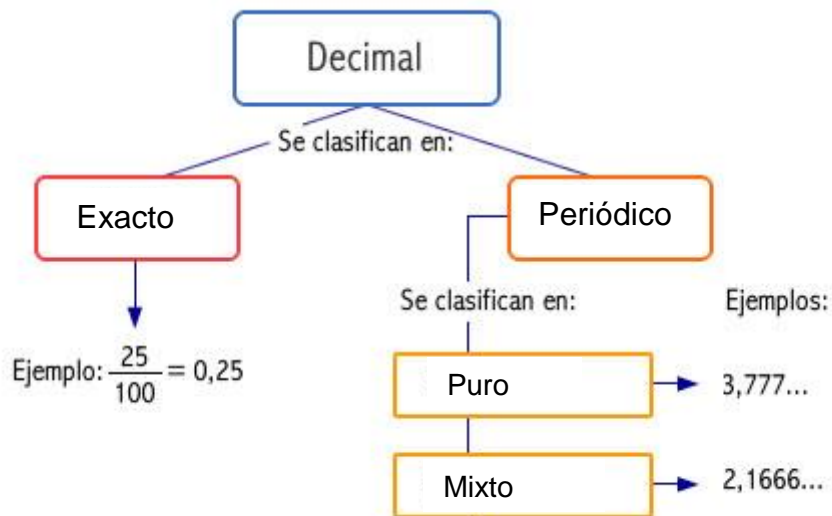 Decimal
Se clasifican en:
Exacto
Periódico
Se clasifican en:
Ejemplos:
Ejemplo: 25/100 = 0,25
Puro
3,777...
Mixto
2,1666...